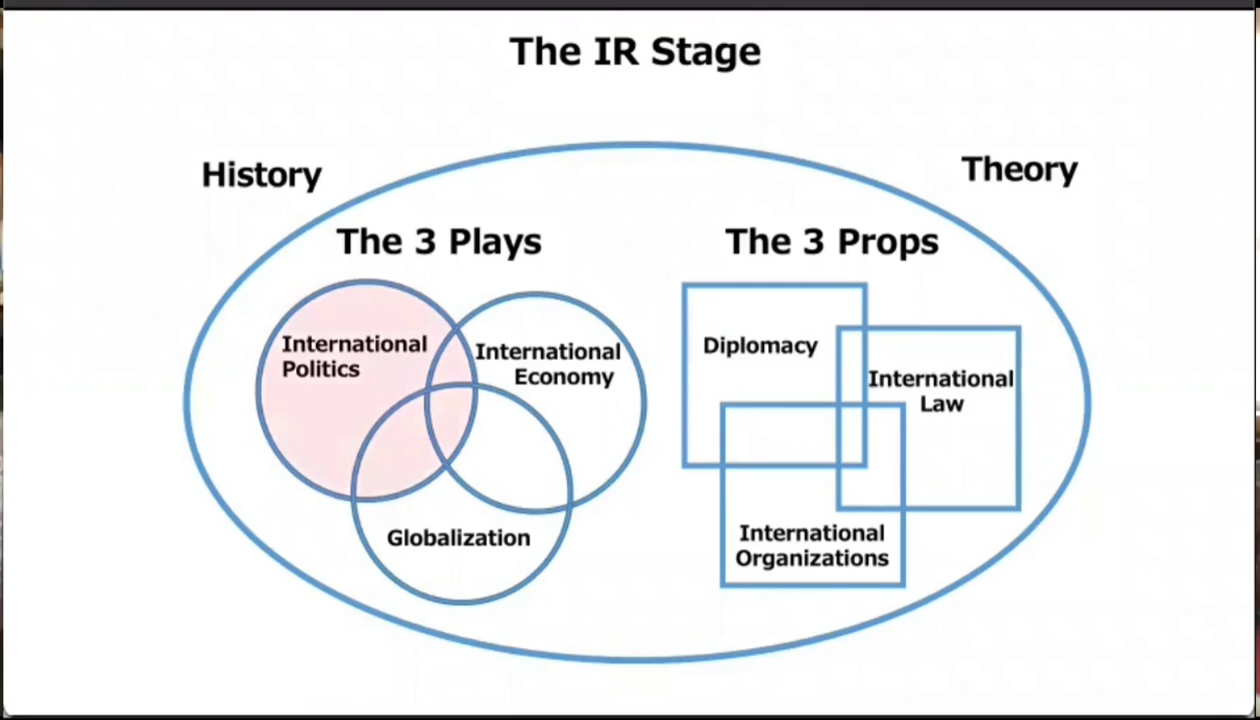 The IR Stage
History
Theory
The 3 Plays
The 3 Props
International
Politics
International
Economy
Globalization
Diplomacy
International
Law
International
Organizations